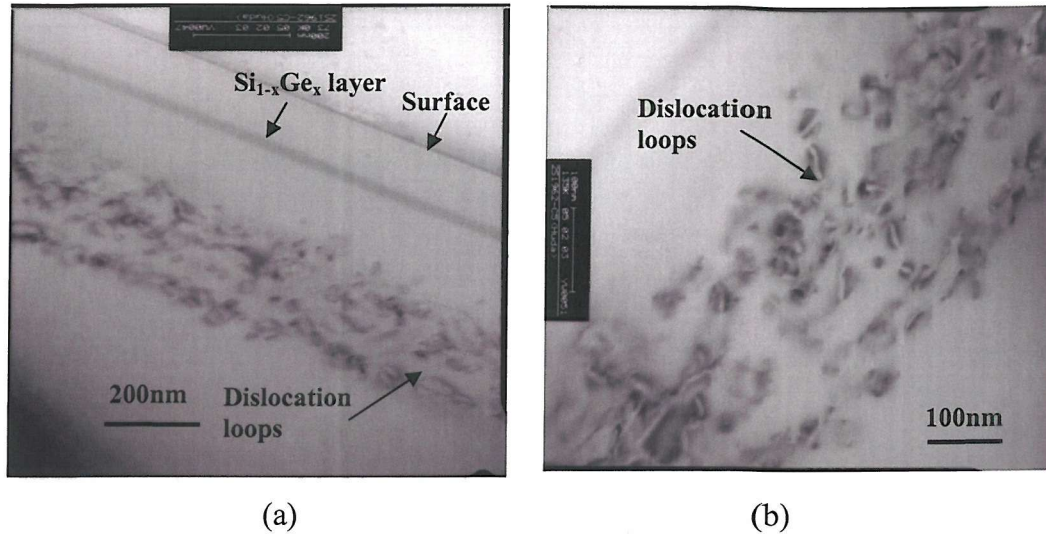 Si1-xGex layer
Surface
200nm
Dislocation
loops
(a)
Dislocation
loops
100nm
(b)